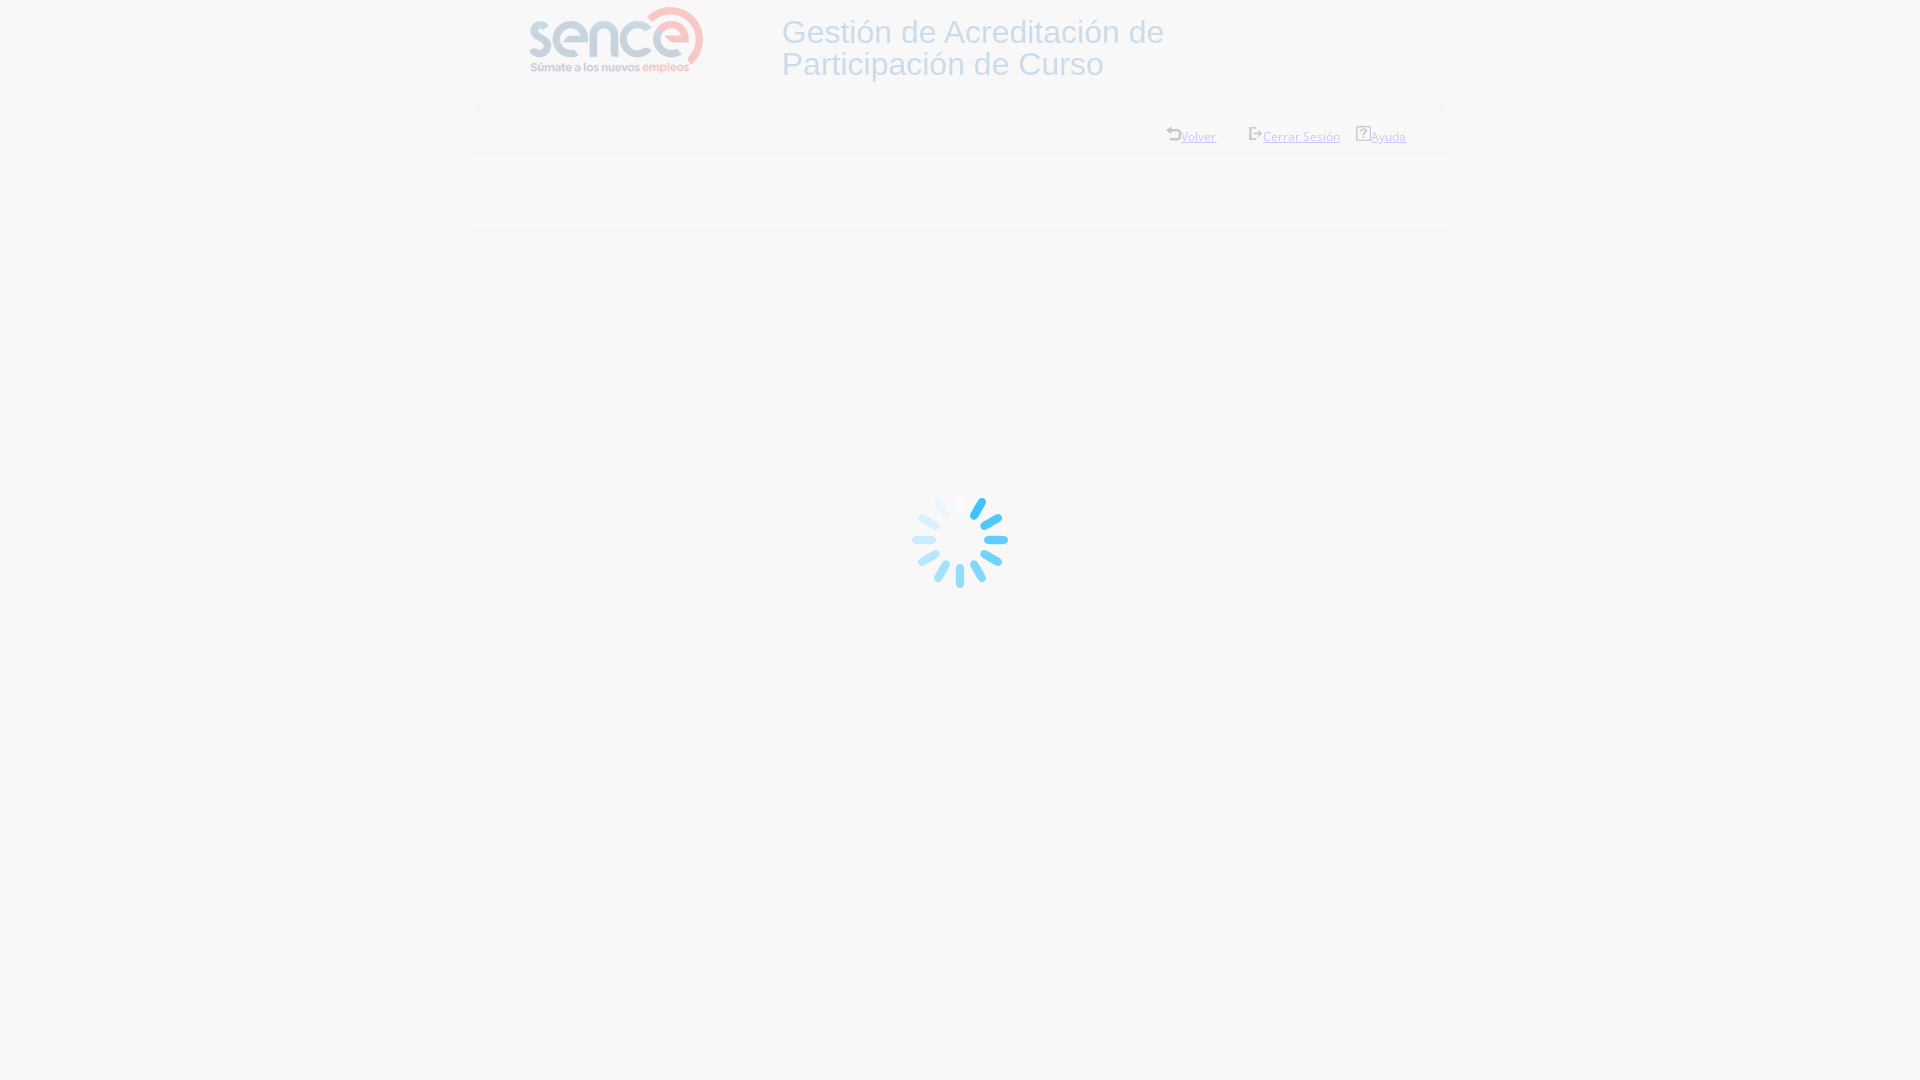 sence
Súmate a los nuevos empleos
Gestión de Acreditación de
Participación de Curso
Volver
Cerrar Sesión
Ayuda